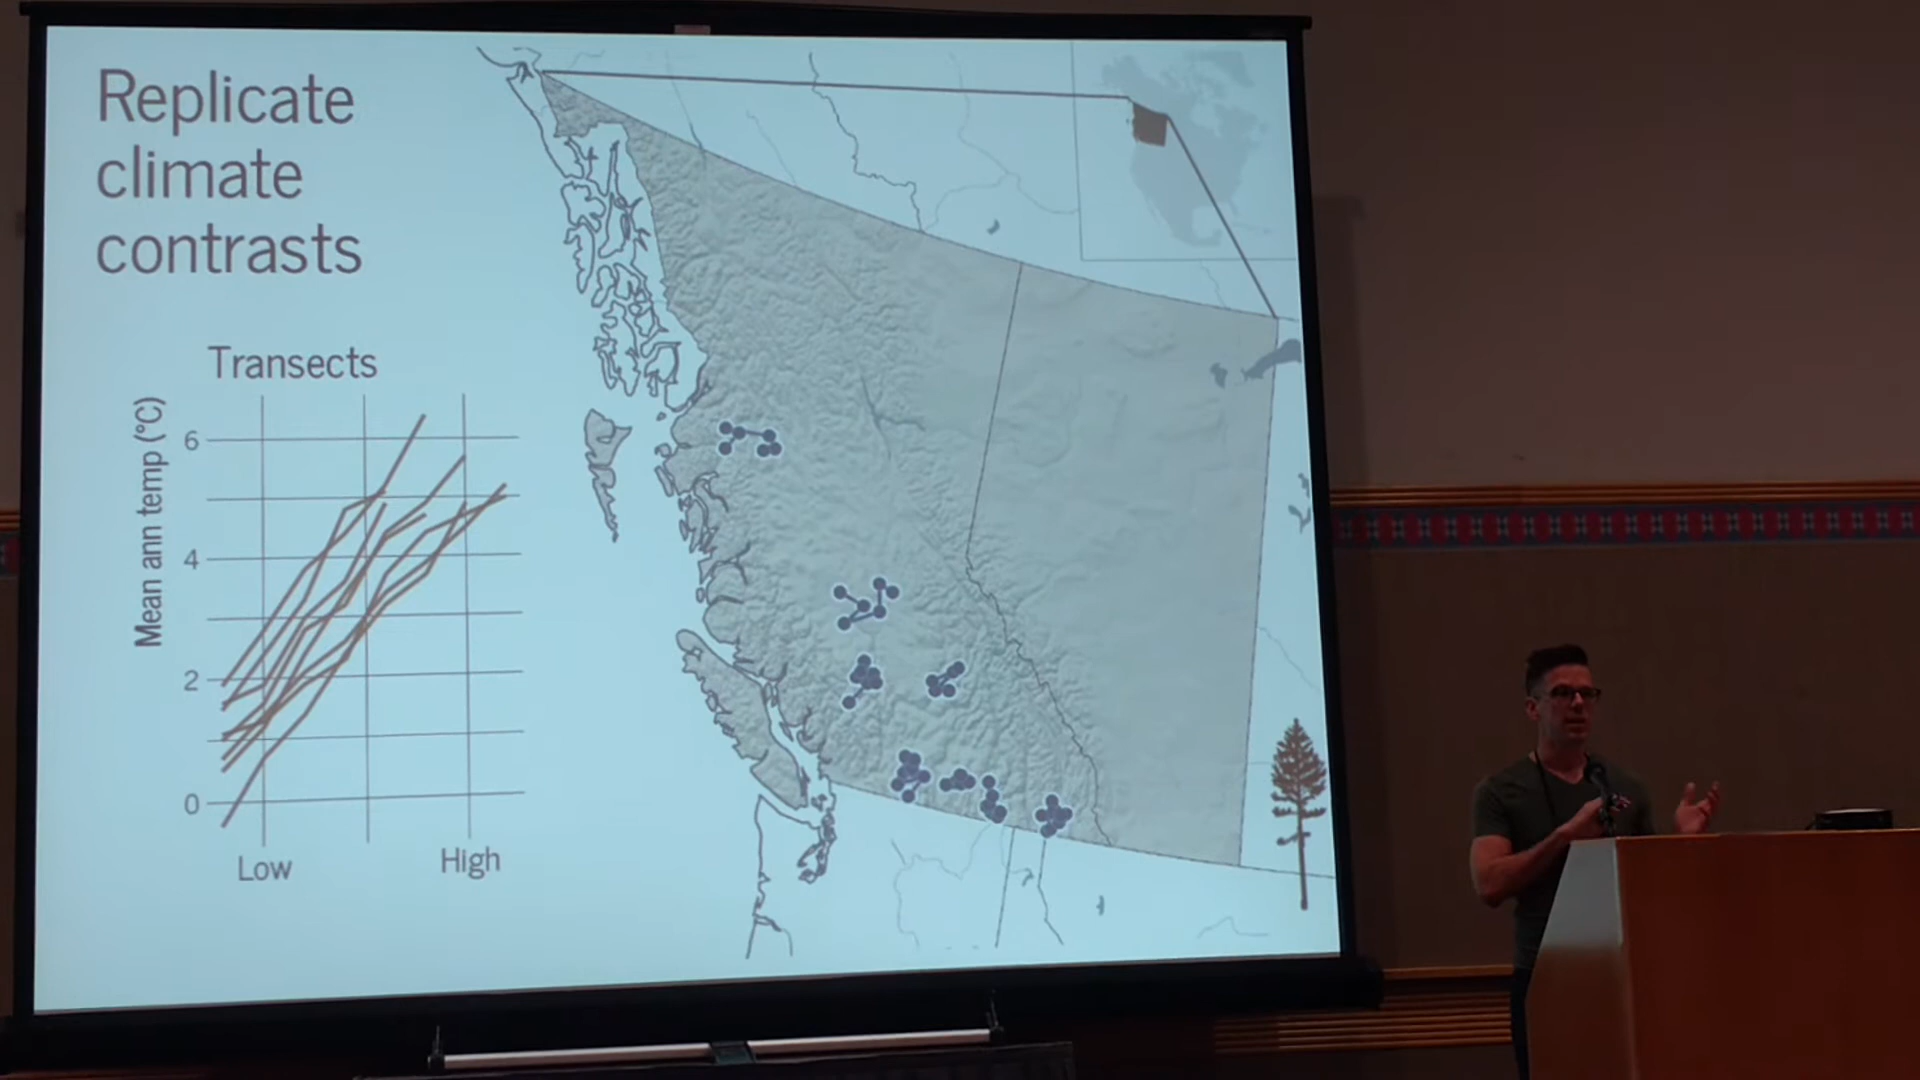 Replicate
climate
contrasts
Transects
Mean ann temp (°C)
6
4
2
0
Low
High